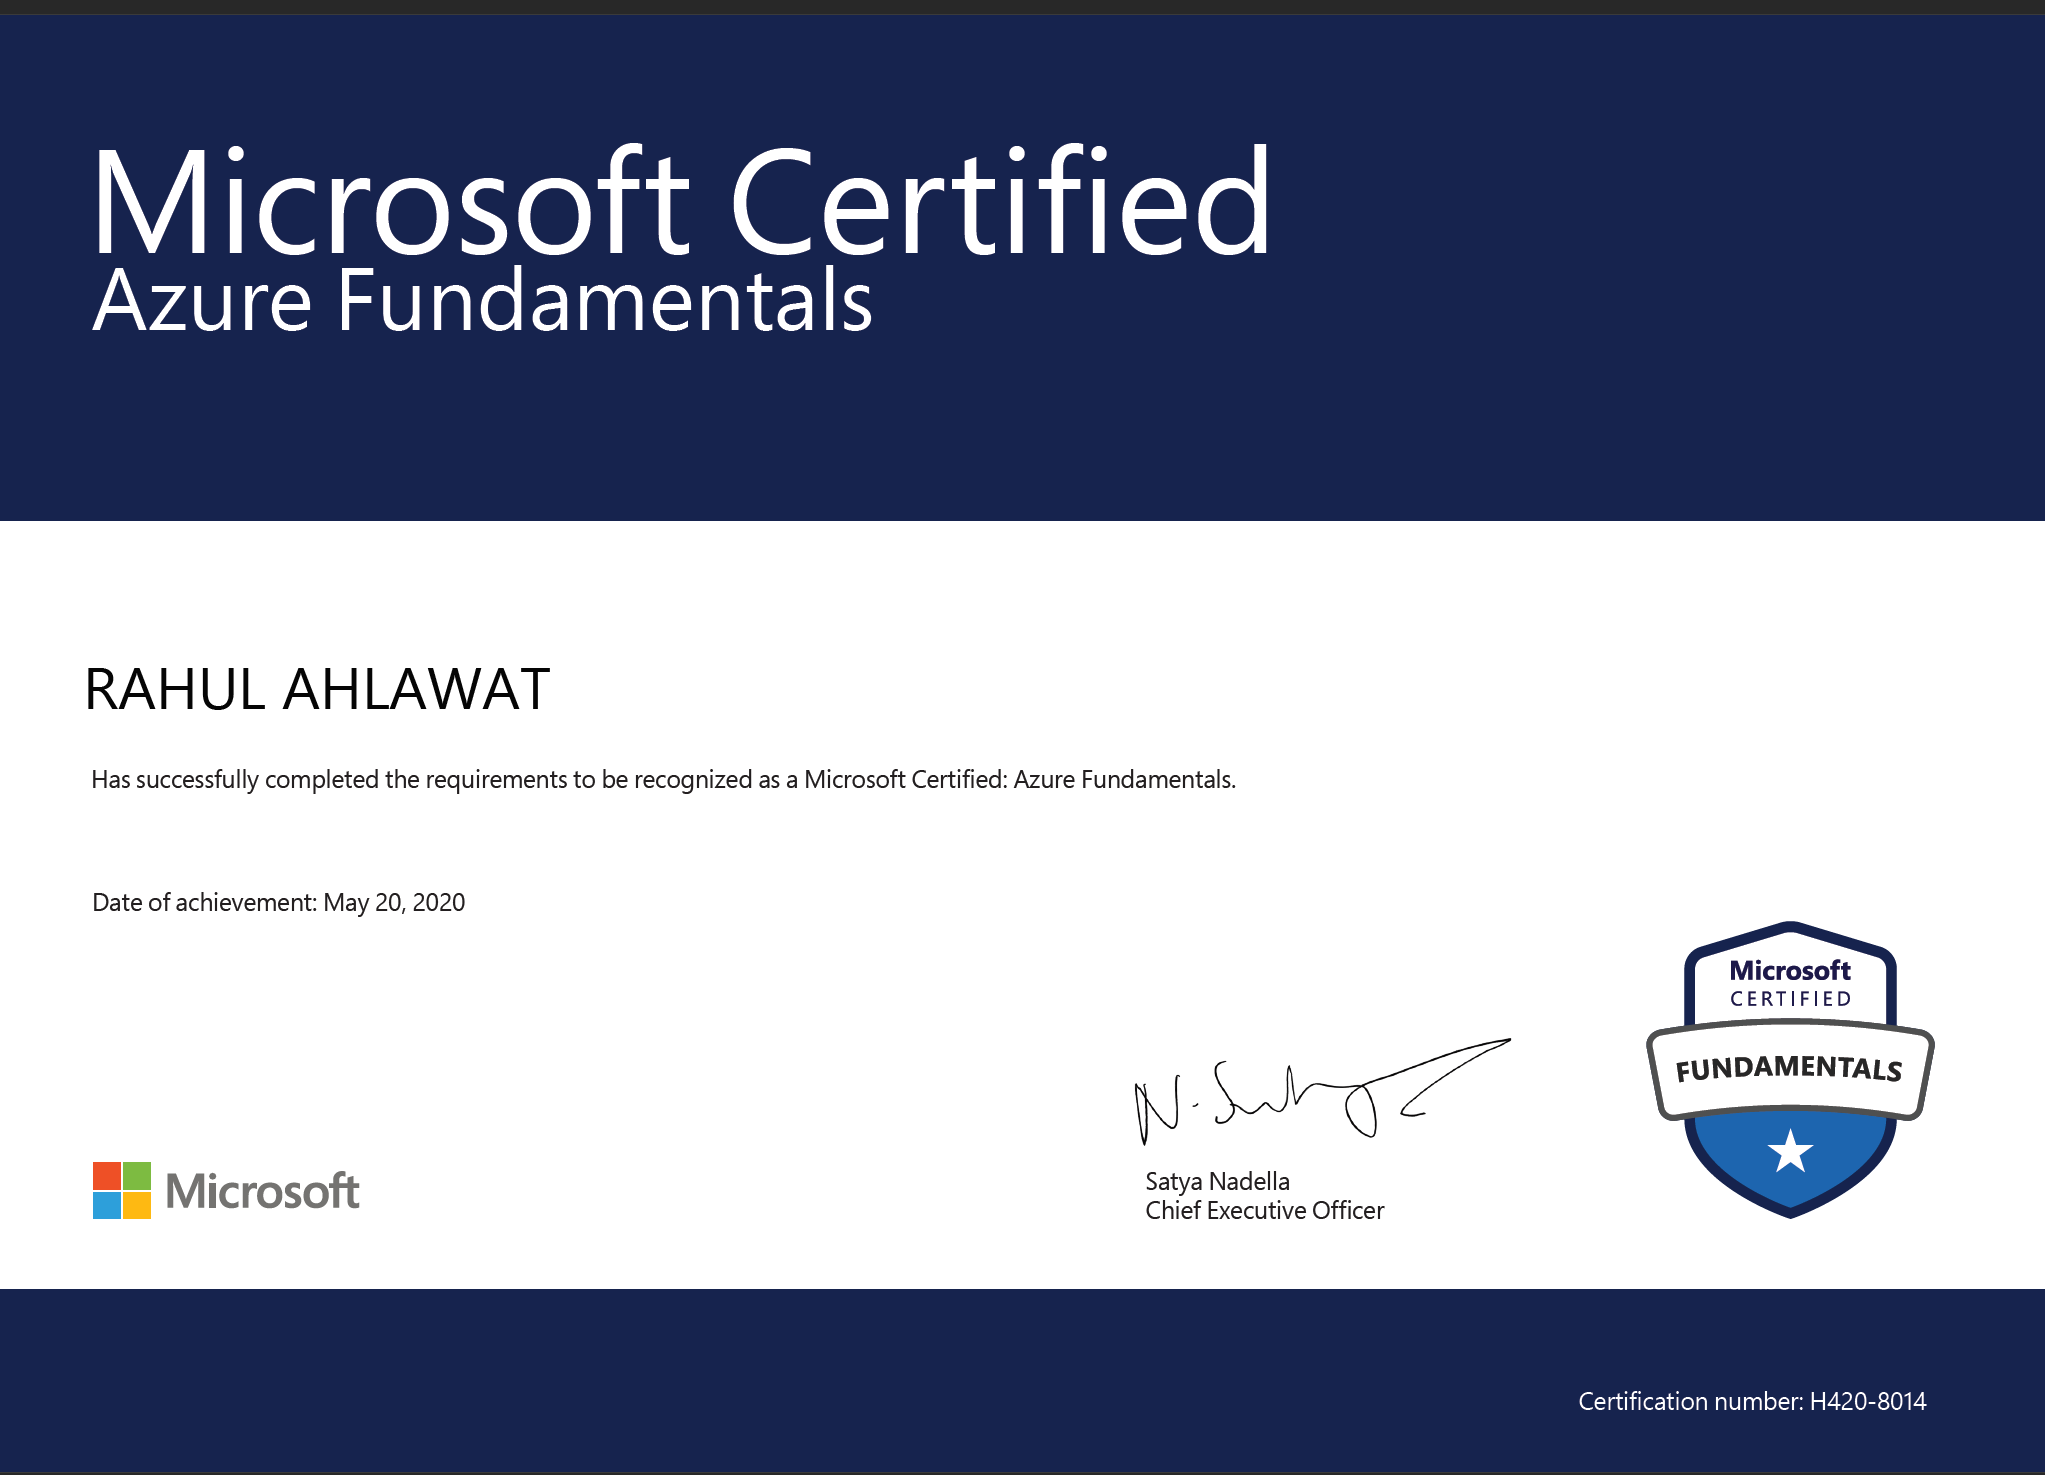 Microsoft Certified
Azure Fundamentals
RAHUL AHLAWAT
Has successfully completed the requirements to be recognized as a Microsoft Certified: Azure Fundamentals.
Date of achievement: May 20, 2020
Microsoft
CERTIFIED
FUNDAMENTALS
Microsoft
Satya Nadella
Chief Executive Officer
Certification number: H420-8014